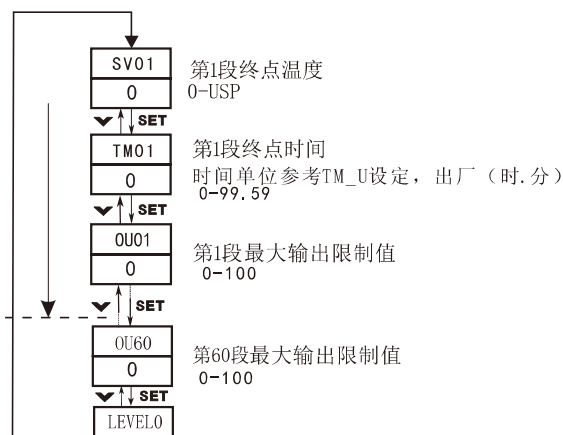 SV01
0
第1段终点温度
0-USP
SET
TM01
0
第1段终点时间
时间单位参考TM_U设定，出厂（时.分）
0-99.59
SET
OU01
0
第1段最大输出限制值
0-100
SET
OU60
0
第60段最大输出限制值
0-100
SET
LEVEL0